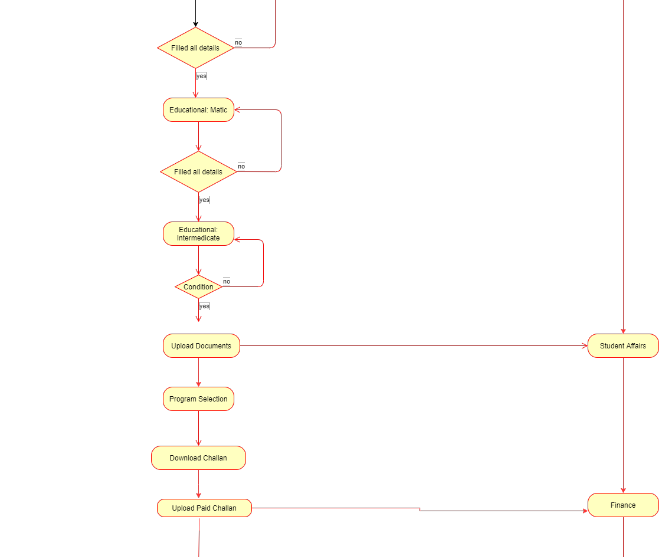 Filled all details
no
yes
Educational: Matic
Filled all details
no
yes
Educational:
Intermedicate
Condition
no
yes
Upload Documents
Student Affairs
Program Selection
Download Challan
Upload Paid Challan
Finance